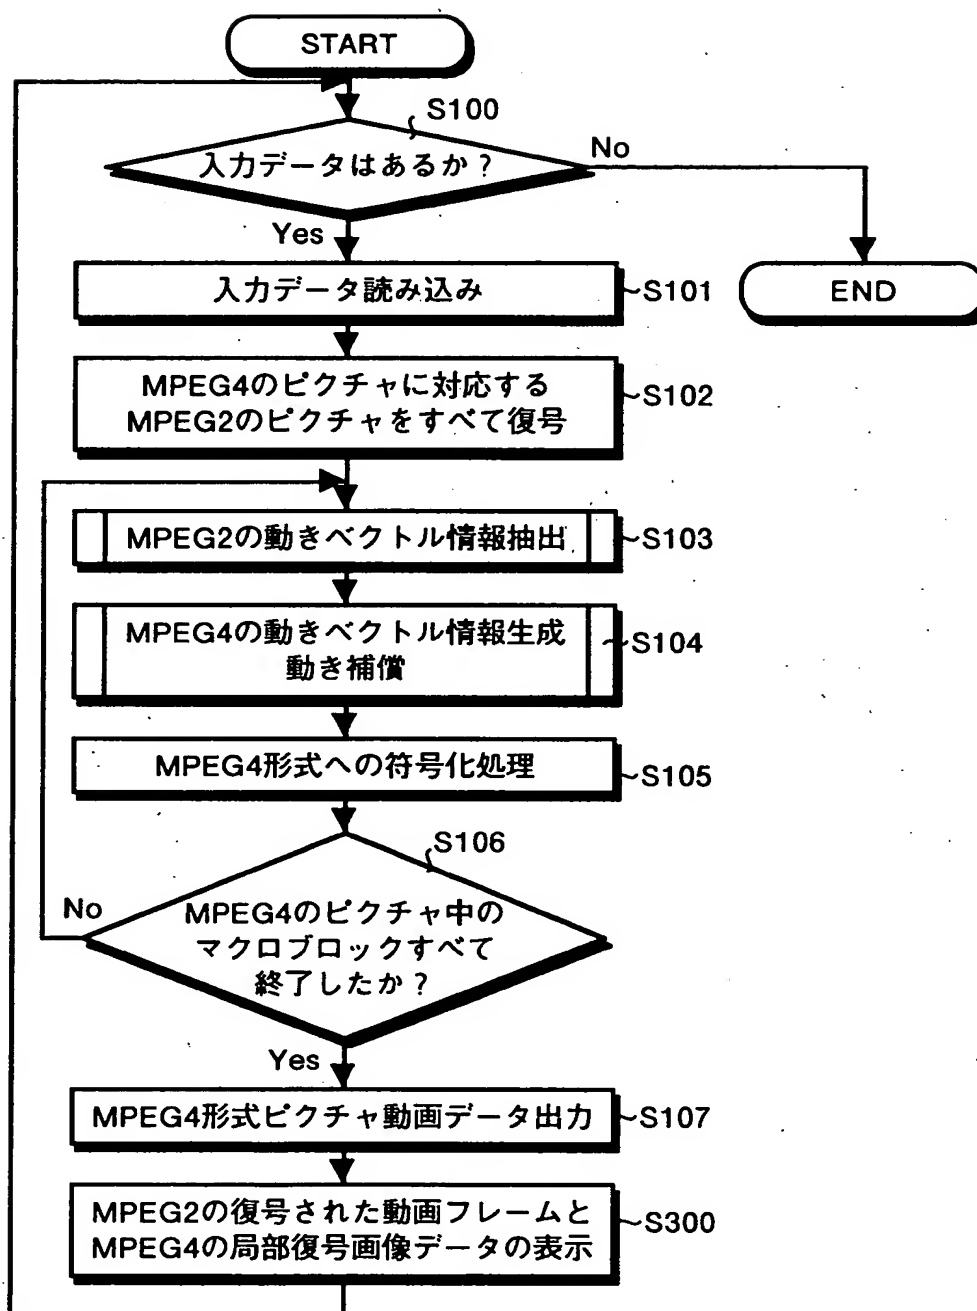 START
S100
入力データはあるか？
No
Yes
入力データ読み込み
S101
END
MPEG4のピクチャに対応する
MPEG2のピクチャをすべて復号
S102
MPEG2の動きベクトル情報抽出
S103
MPEG4の動きベクトル情報生成
動き補償
S104
MPEG4形式への符号化処理
S105
S106
No
MPEG4のピクチャ中の
マクロブロックすべて
終了したか？
Yes
MPEG4形式ピクチャ動画データ出力
S107
MPEG2の復号された動画フレームと
MPEG4の局部復号画像データの表示
S300